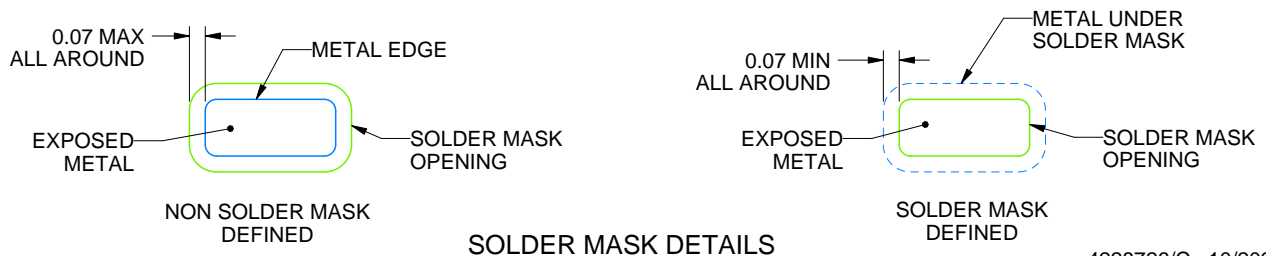 0.07 MAX
ALL AROUND
METAL EDGE
EXPOSED
METAL
SOLDER MASK
OPENING
NON SOLDER MASK
DEFINED
METAL UNDER
SOLDER MASK
0.07 MIN
ALL AROUND
EXPOSED
METAL
SOLDER MASK
OPENING
SOLDER MASK
DEFINED
SOLDER MASK DETAILS